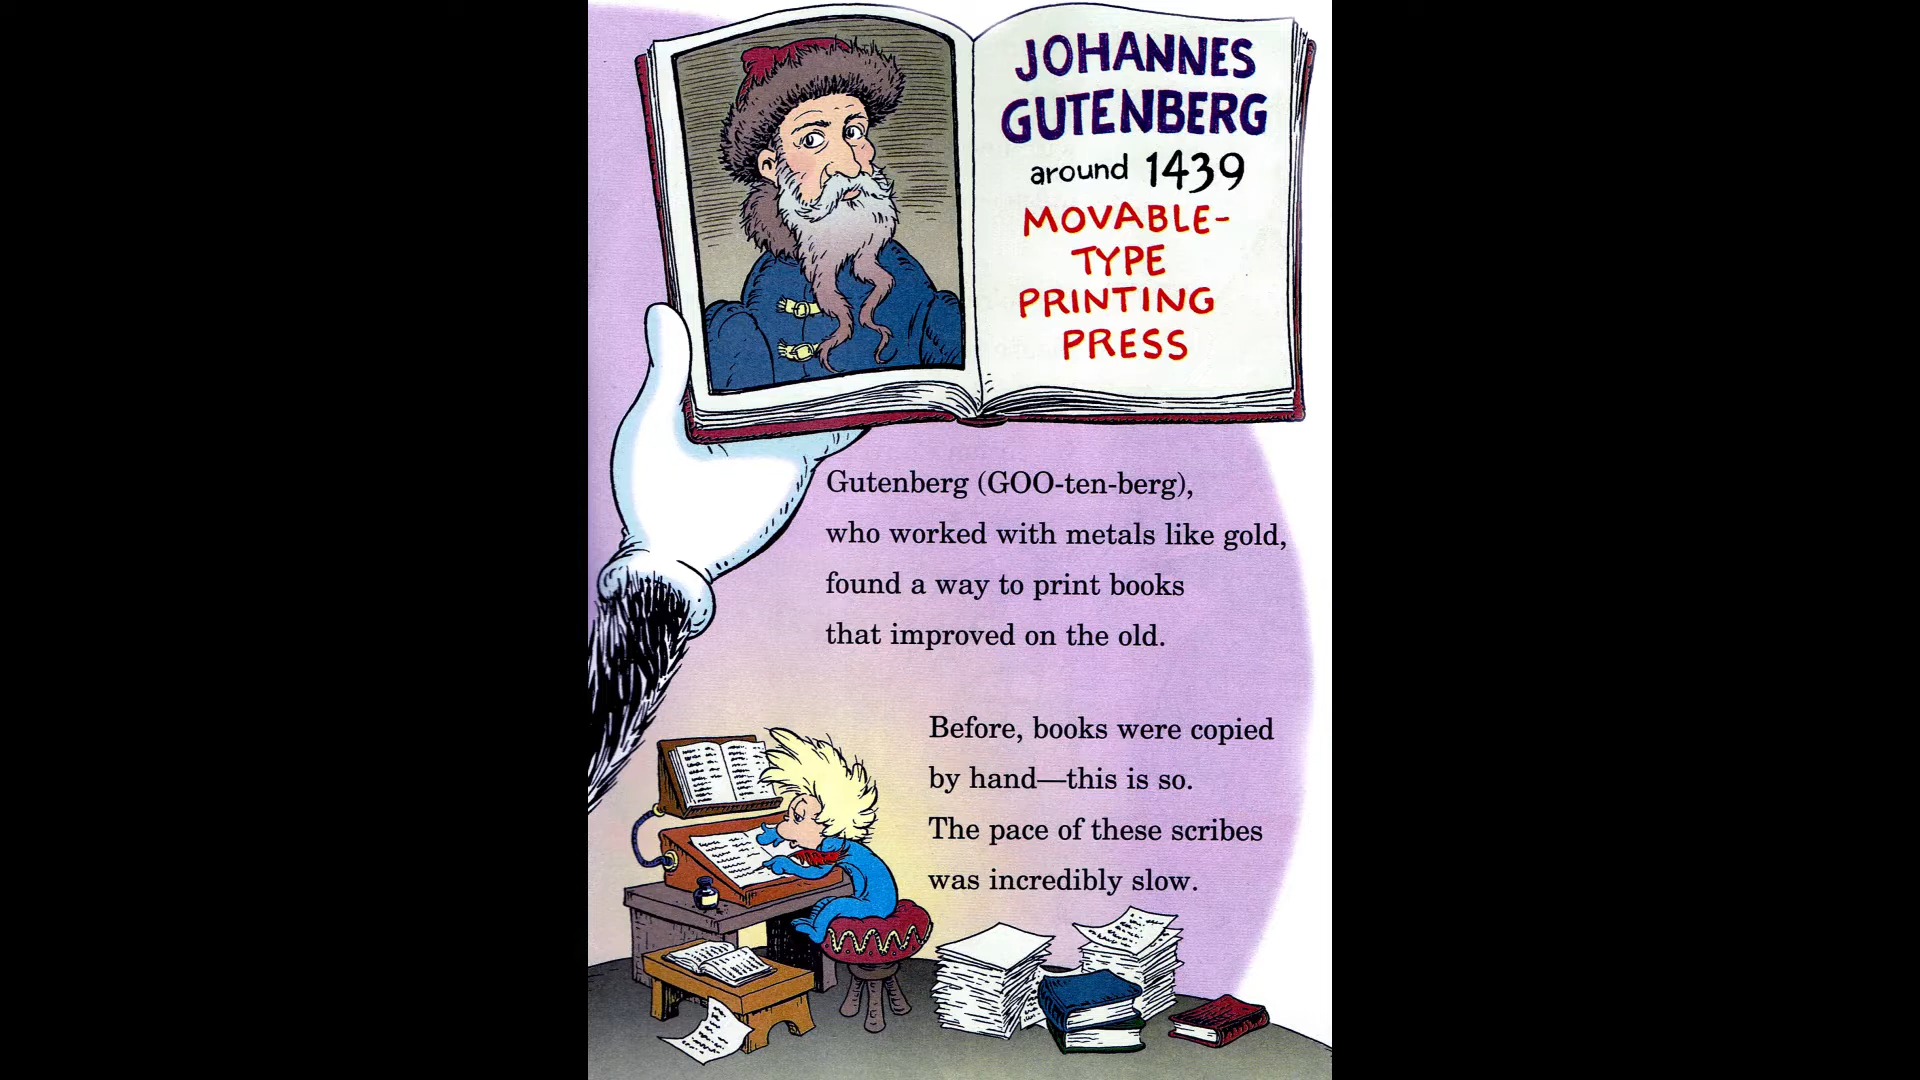 JOHANNES
GUTENBERG
around 1439
MOVABLE-
TYPE
PRINTING
PRESS
Gutenberg (GOO-ten-berg),
who worked with metals like gold,
found a way to print books
that improved on the old.
Before, books were copied
by hand—this is so.
The pace of these scribes
was incredibly slow.